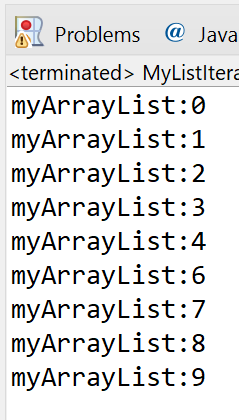 Problems @ Java
<terminated> MyListItera
myArrayList:0
myArrayList:1
myArrayList:2
myArrayList:3
myArrayList:4
myArrayList:6
myArrayList:7
myArrayList:8
myArrayList:9